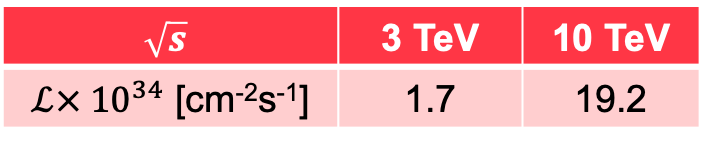 √s 3 TeV 10 TeV
ℒ× 10³⁴ [cm⁻²s⁻¹] 1.7 19.2